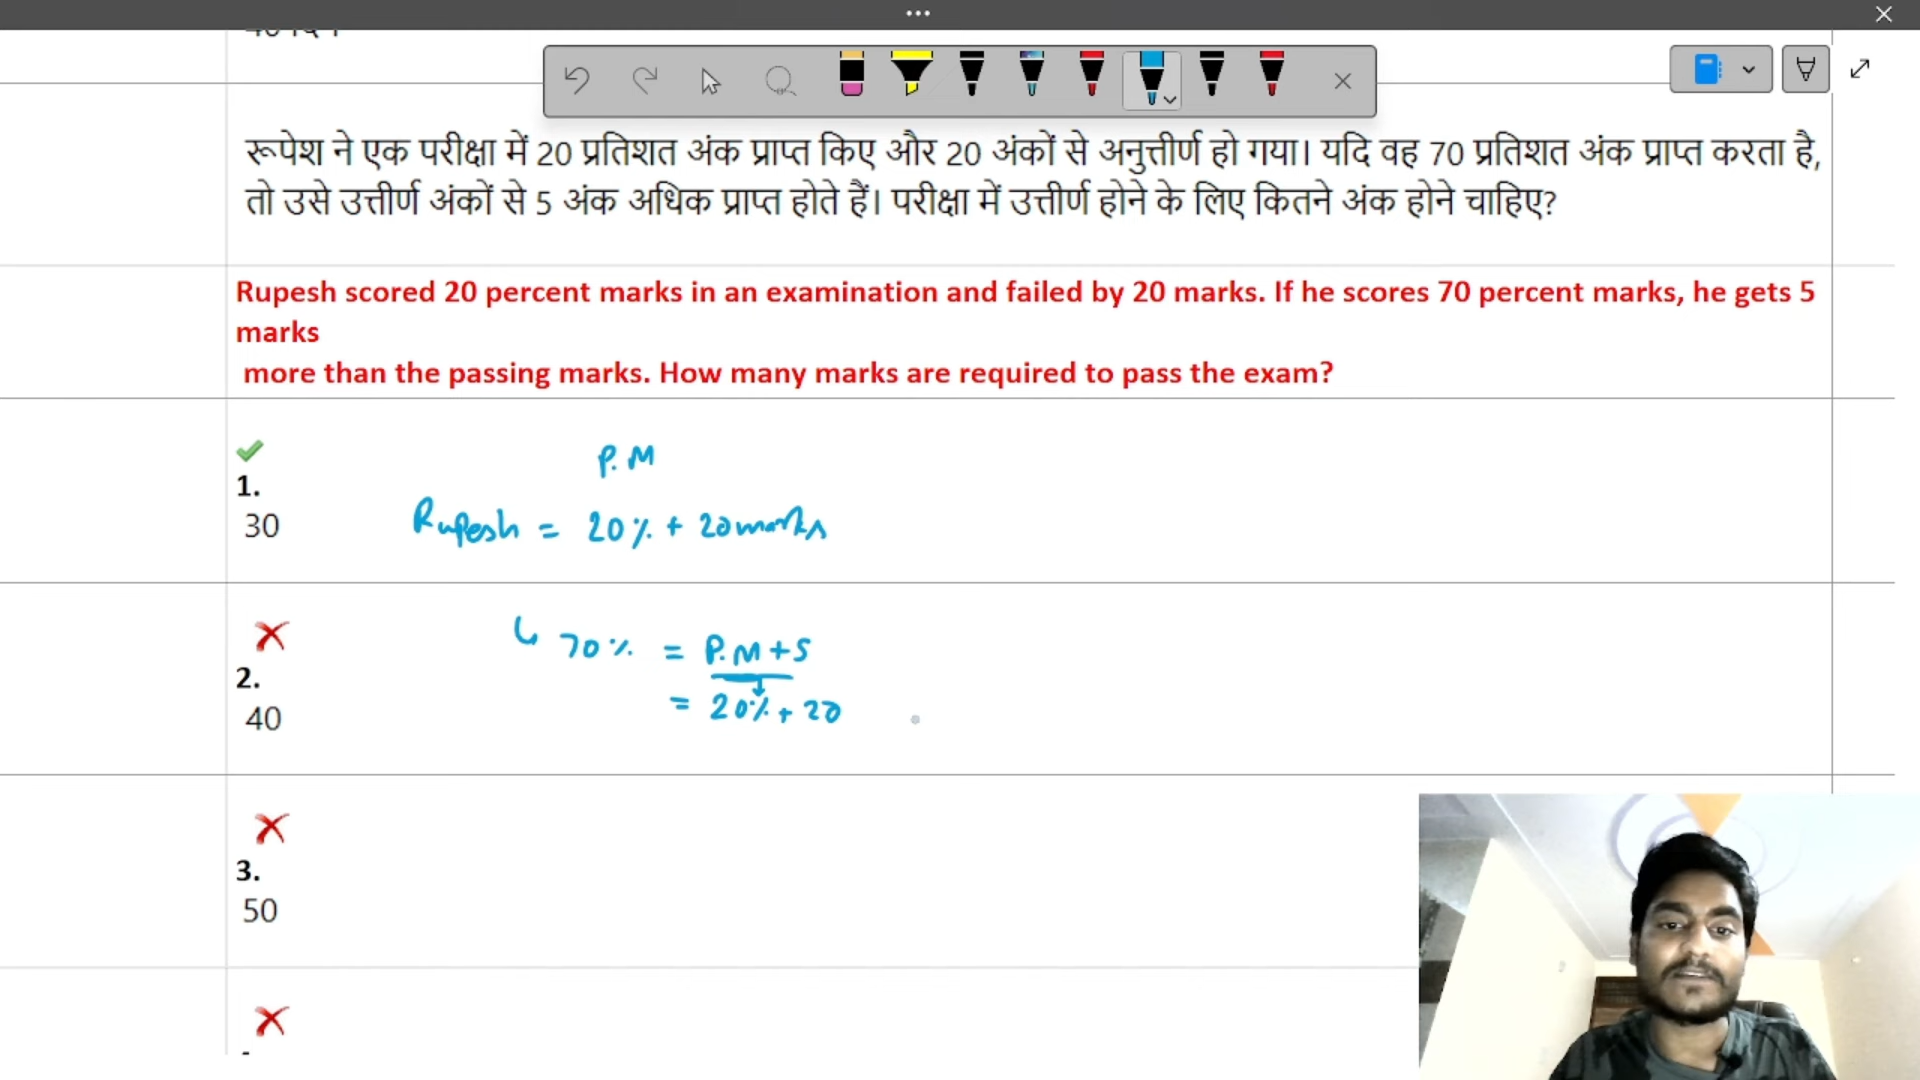 रूपेश ने एक परीक्षा में 20 प्रतिशत अंक प्राप्त किए और 20 अंकों से अनुत्तीर्ण हो गया। यदि वह 70 प्रतिशत अंक प्राप्त करता है,
तो उसे उत्तीर्ण अंकों से 5 अंक अधिक प्राप्त होते हैं। परीक्षा में उत्तीर्ण होने के लिए कितने अंक होने चाहिए?
Rupesh scored 20 percent marks in an examination and failed by 20 marks. If he scores 70 percent marks, he gets 5
marks
more than the passing marks. How many marks are required to pass the exam?
P.M
1.
Rupesh = 20% + 20marks
30
70% = P.M+5
2.
= 20% + 20
40
3.
50